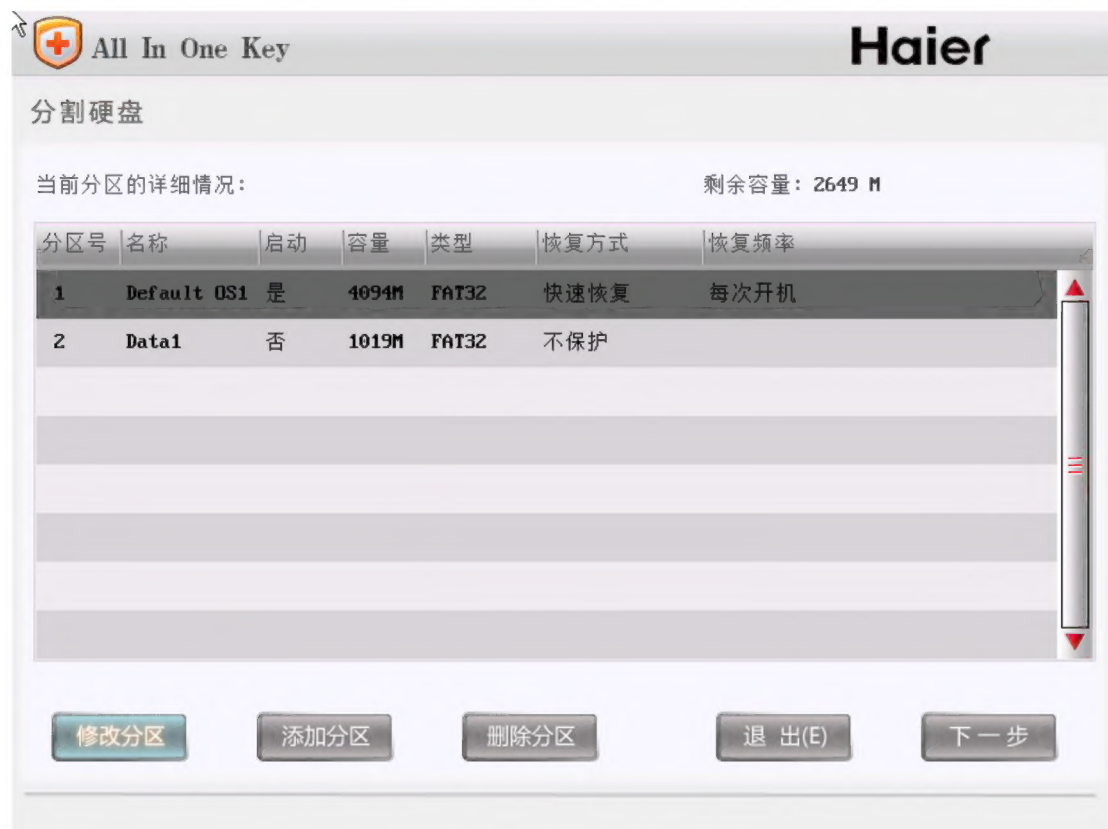 All In One Key Haier
分割硬盘
当前分区的详细情况: 剩余容量: 2649 M
分区号 名称 启动 容量 类型 恢复方式 恢复频率
1 Default OS1 是 4094M FAT32 快速恢复 每次开机
2 Data1 否 1019M FAT32 不保护
修改分区 添加分区 删除分区 退 出(E) 下一步